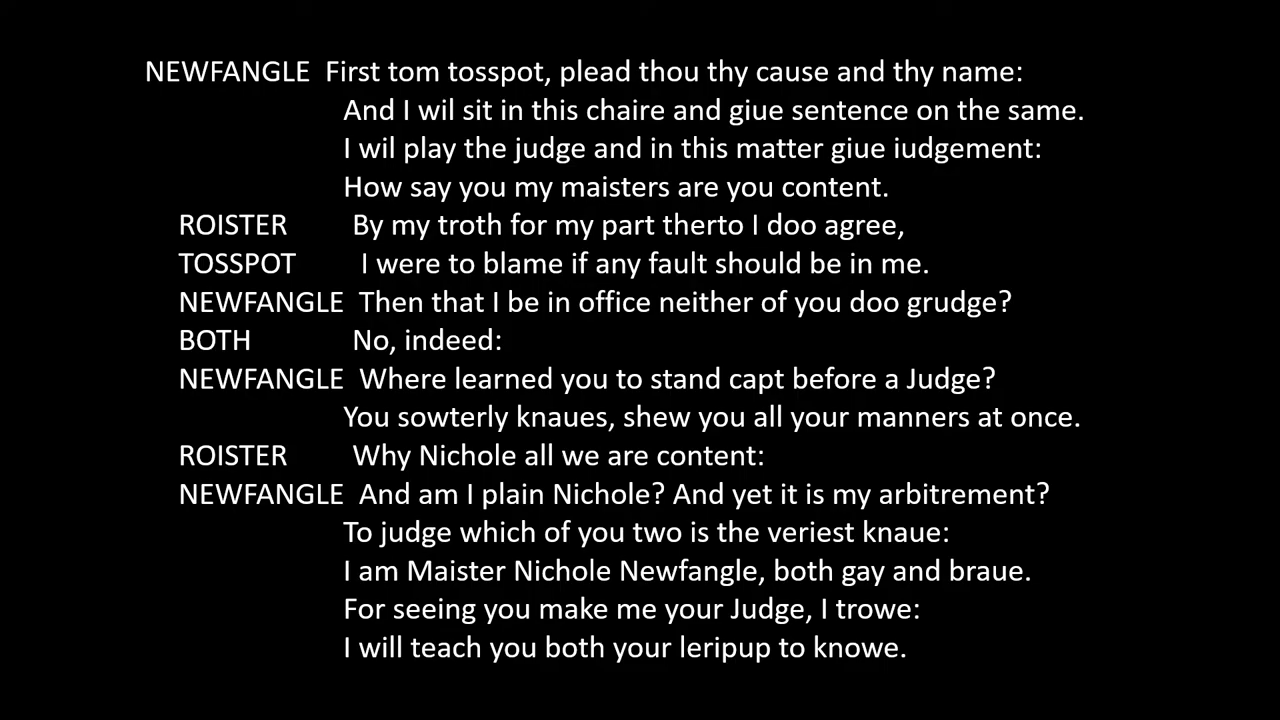 NEWFANGLE First tom tosspot, plead thou thy cause and thy name:
And I wil sit in this chaire and giue sentence on the same.
I wil play the judge and in this matter giue iudgement:
How say you my maisters are you content.
ROISTER By my troth for my part therto I doo agree,
TOSSPOT I were to blame if any fault should be in me.
NEWFANGLE Then that I be in office neither of you doo grudge?
BOTH No, indeed:
NEWFANGLE Where learned you to stand capt before a Judge?
You sowterly knaues, shew you all your manners at once.
ROISTER Why Nichole all we are content:
NEWFANGLE And am I plain Nichole? And yet it is my arbitrement?
To judge which of you two is the veriest knaue:
I am Maister Nichole Newfangle, both gay and braue.
For seeing you make me your Judge, I trowe:
I will teach you both your leripup to knowe.